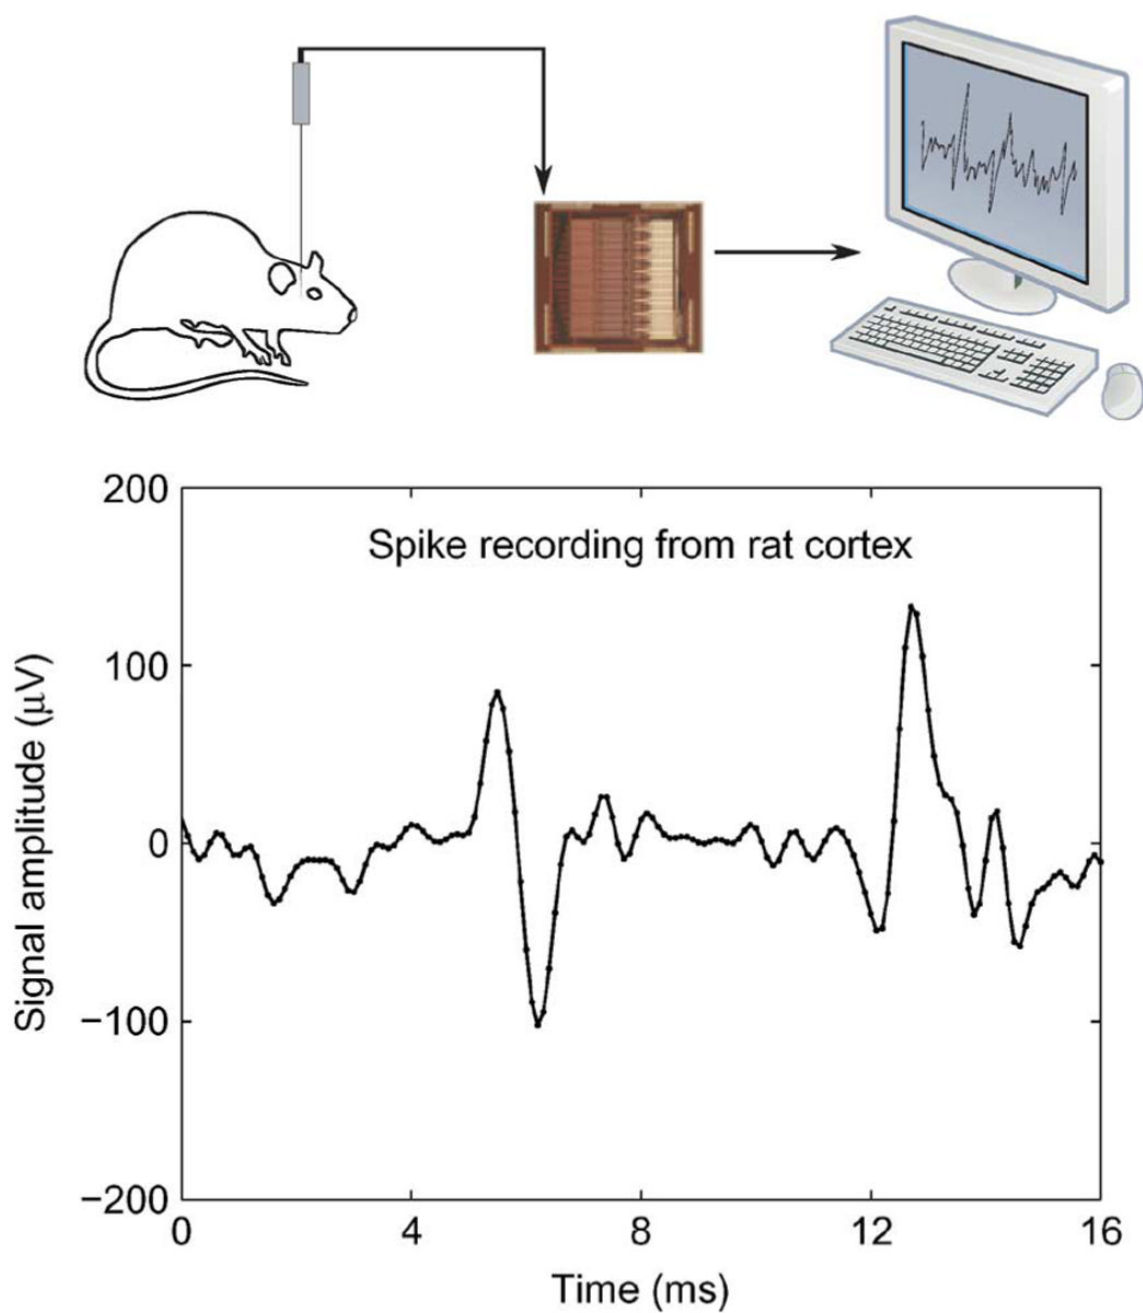 200
Spike recording from rat cortex
100
Signal amplitude (μV)
0
−100
−200
0 4 8 12 16
Time (ms)